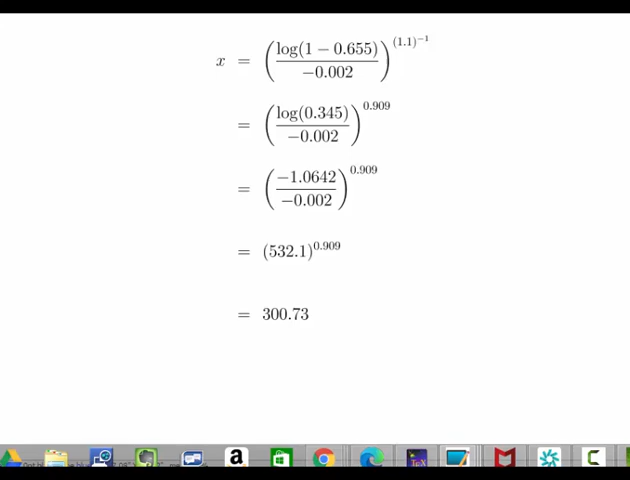 x = (log(1 − 0.655) / −0.002)^(1.1)^−1
= (log(0.345) / −0.002)^0.909
= (−1.0642 / −0.002)^0.909
= (532.1)^0.909
= 300.73